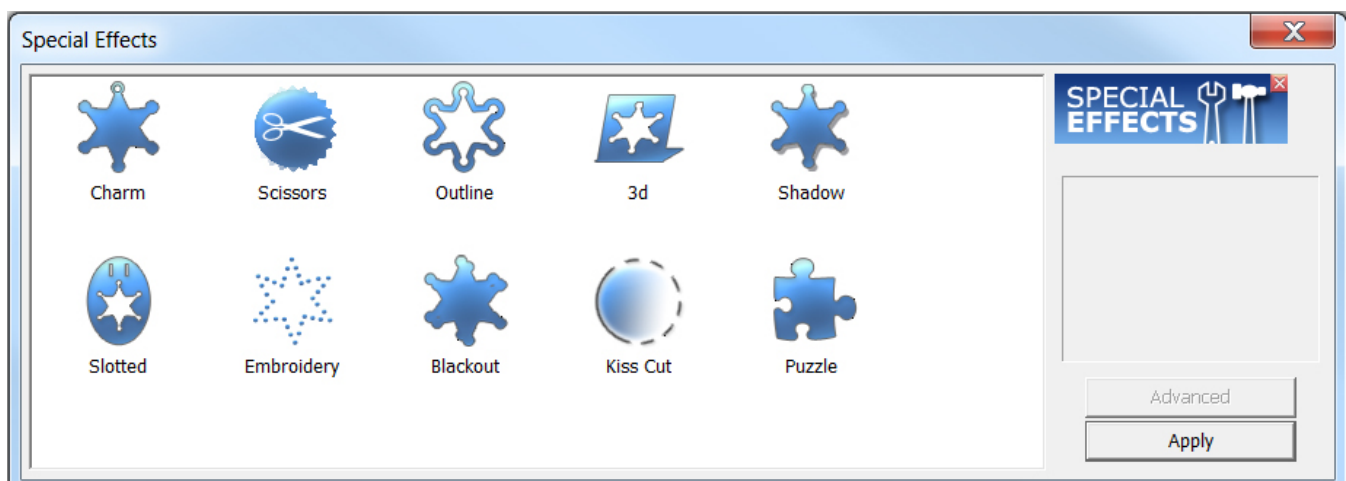 Special Effects
Charm
Scissors
Outline
3d
Shadow
SPECIAL
EFFECTS
Slotted
Embroidery
Blackout
Kiss Cut
Puzzle
Advanced
Apply